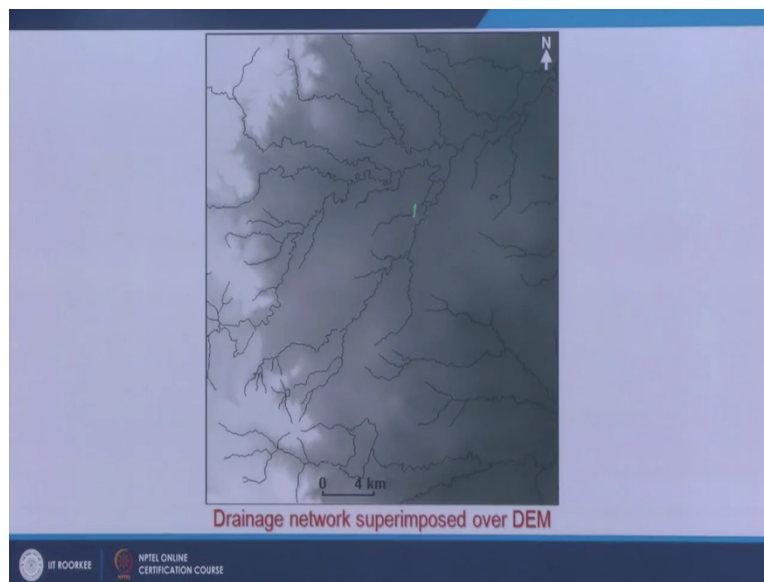 N
0 4 km
Drainage network superimposed over DEM
IIT ROORKEE
NPTEL ONLINE
CERTIFICATION COURSE